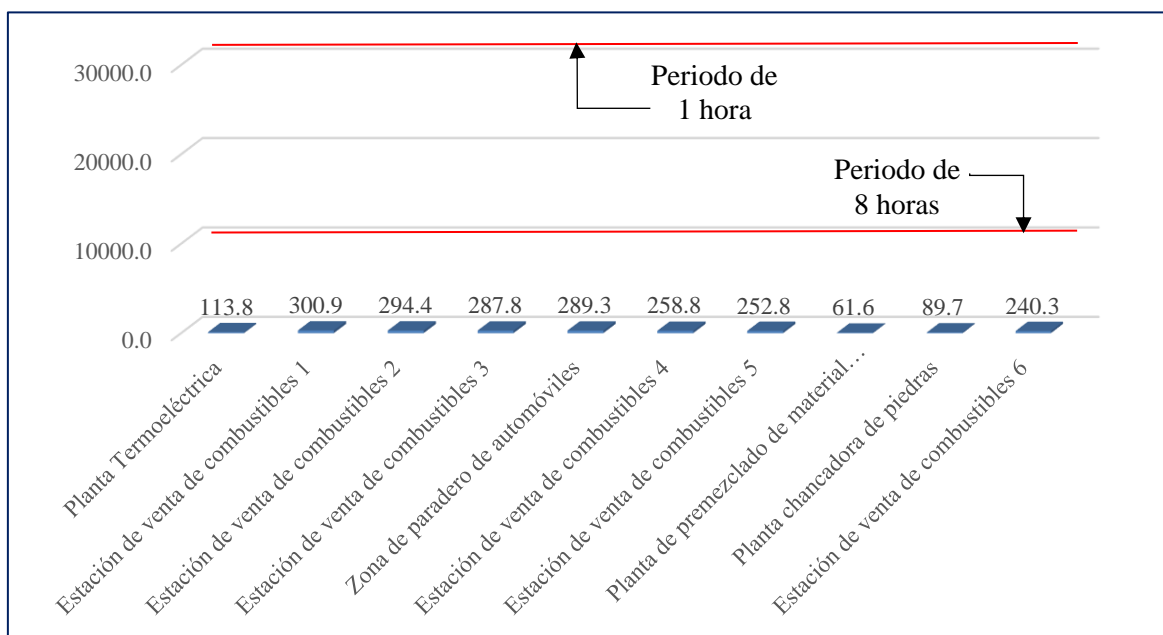 30000.0
20000.0
10000.0
0.0
Periodo de
1 hora
Periodo de
8 horas
113.8
300.9
294.4
287.8
289.3
258.8
252.8
61.6
89.7
240.3
Planta Termoeléctrica
Estación de venta de combustibles 1
Estación de venta de combustibles 2
Estación de venta de combustibles 3
Zona de paradero de automóviles
Estación de venta de combustibles 4
Estación de venta de combustibles 5
Planta de premezclado de material…
Planta chancadora de piedras
Estación de venta de combustibles 6